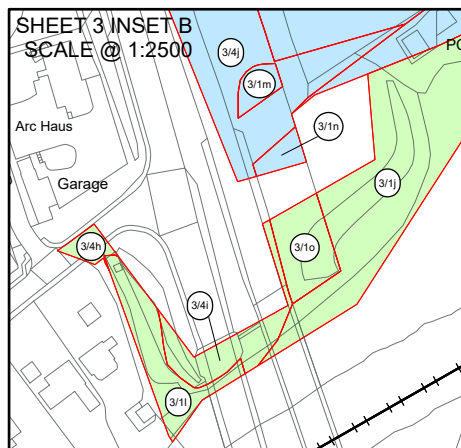 SHEET 3 INSET B
SCALE @ 1:2500
3/4j
PO
3/1m
Arc Haus
3/1n
Garage
3/1j
3/4h
3/1o
3/4i
3/1l